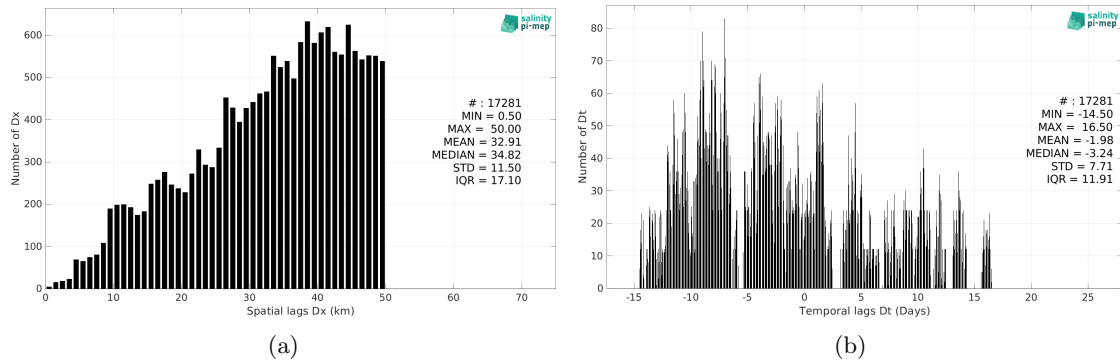 salinity
pi-mep
600
500
400
300
200
100
0
Number of Dx
# : 17281
MIN = 0.50
MAX = 50.00
MEAN = 32.91
MEDIAN = 34.82
STD = 11.50
IQR = 17.10
0 10 20 30 40 50 60 70
Spatial lags Dx (km)
(a)
salinity
pi-mep
80
70
60
50
40
30
20
10
0
Number of Dt
# : 17281
MIN = -14.50
MAX = 16.50
MEAN = -1.98
MEDIAN = -3.24
STD = 7.71
IQR = 11.91
-15 -10 -5 0 5 10 15 20 25
Temporal lags Dt (Days)
(b)